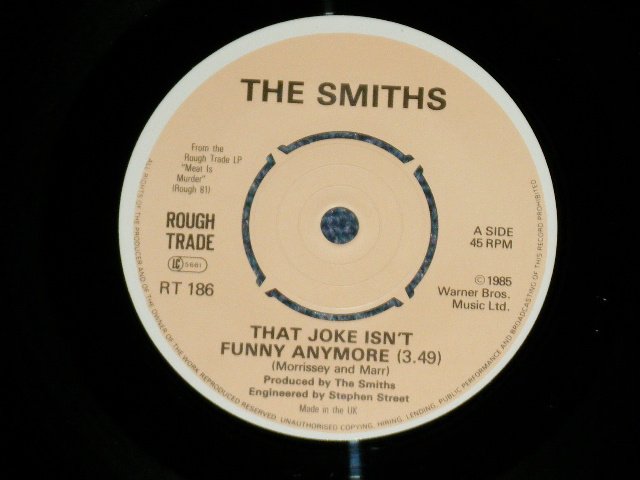 THE SMITHS
From the
Rough Trade LP
"Meat Is
Murder"
(Rough 81)
ROUGH
TRADE
LC 5661
RT 186
A SIDE
45 RPM
© 1985
Warner Bros.
Music Ltd.
THAT JOKE ISN'T
FUNNY ANYMORE (3.49)
(Morrissey and Marr)
Produced by The Smiths
Engineered by Stephen Street
Made in the UK
ALL RIGHTS OF THE PRODUCER AND OF THE OWNER OF THE WORK REPRODUCED RESERVED. UNAUTHORISED COPYING, HIRING, LENDING, PUBLIC PERFORMANCE AND BROADCASTING OF THIS RECORD PROHIBITED